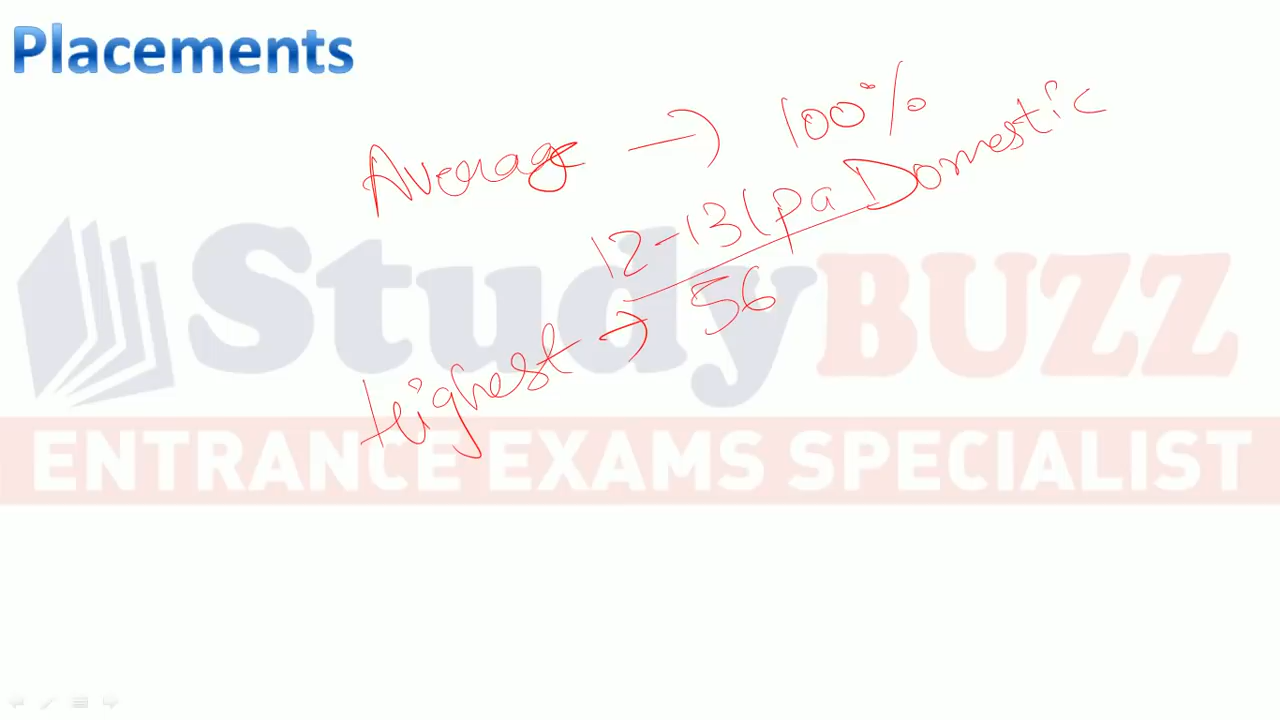 Placements
Average → 100%
12-13 lpa Domestic
Highest → 56
StudyBUZZ
ENTRANCE EXAMS SPECIALIST